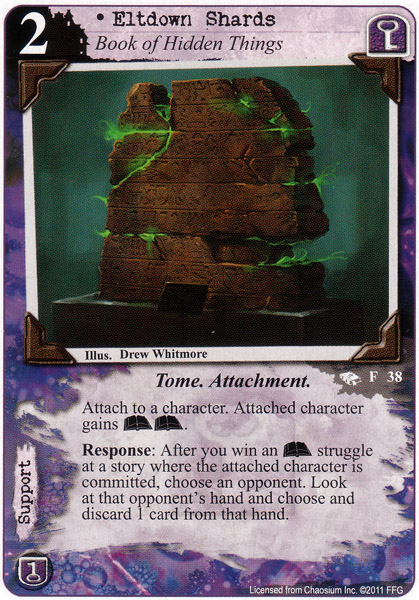 2
• Eltdown Shards
Book of Hidden Things
Illus. Drew Whitmore
Tome. Attachment.
F 38
Attach to a character. Attached character
gains .
Response: After you win an struggle
at a story where the attached character is
committed, choose an opponent. Look
at that opponent's hand and choose and
discard 1 card from that hand.
Support
1
Licensed from Chaosium Inc. ©2011 FFG